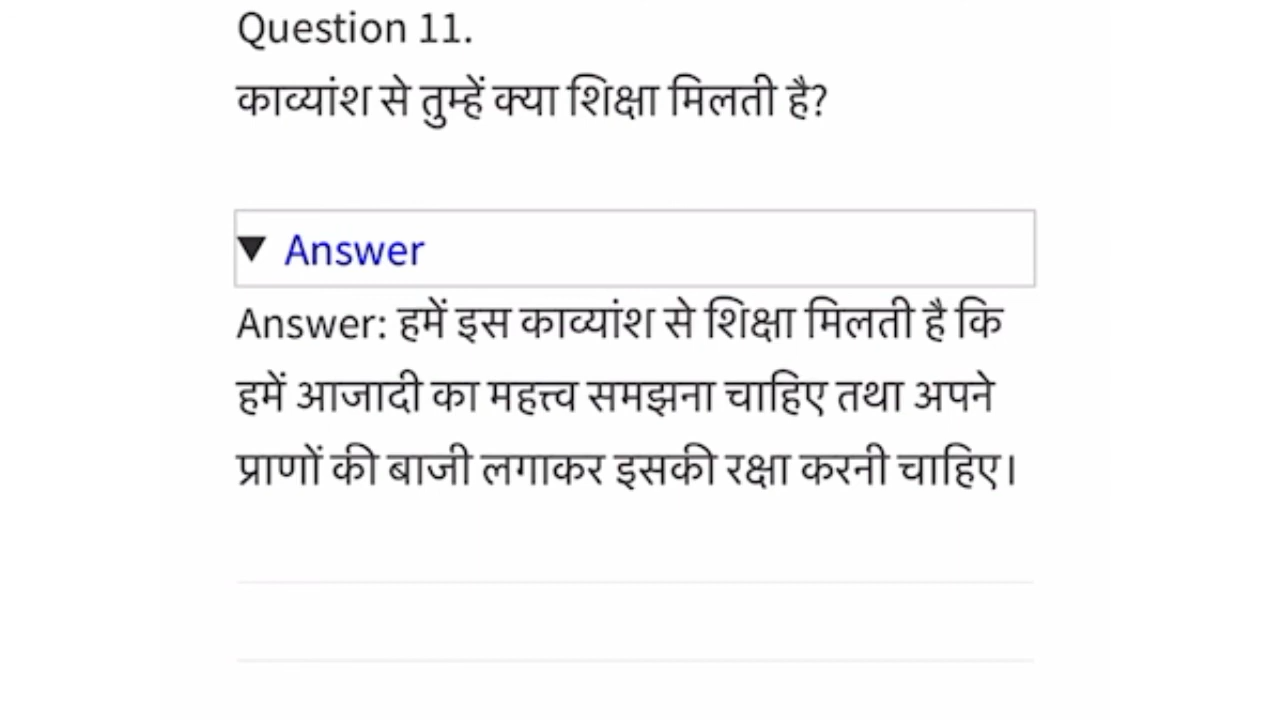 Question 11.
काव्यांश से तुम्हें क्या शिक्षा मिलती है?
▼ Answer
Answer: हमें इस काव्यांश से शिक्षा मिलती है कि
हमें आजादी का महत्त्व समझना चाहिए तथा अपने
प्राणों की बाजी लगाकर इसकी रक्षा करनी चाहिए।